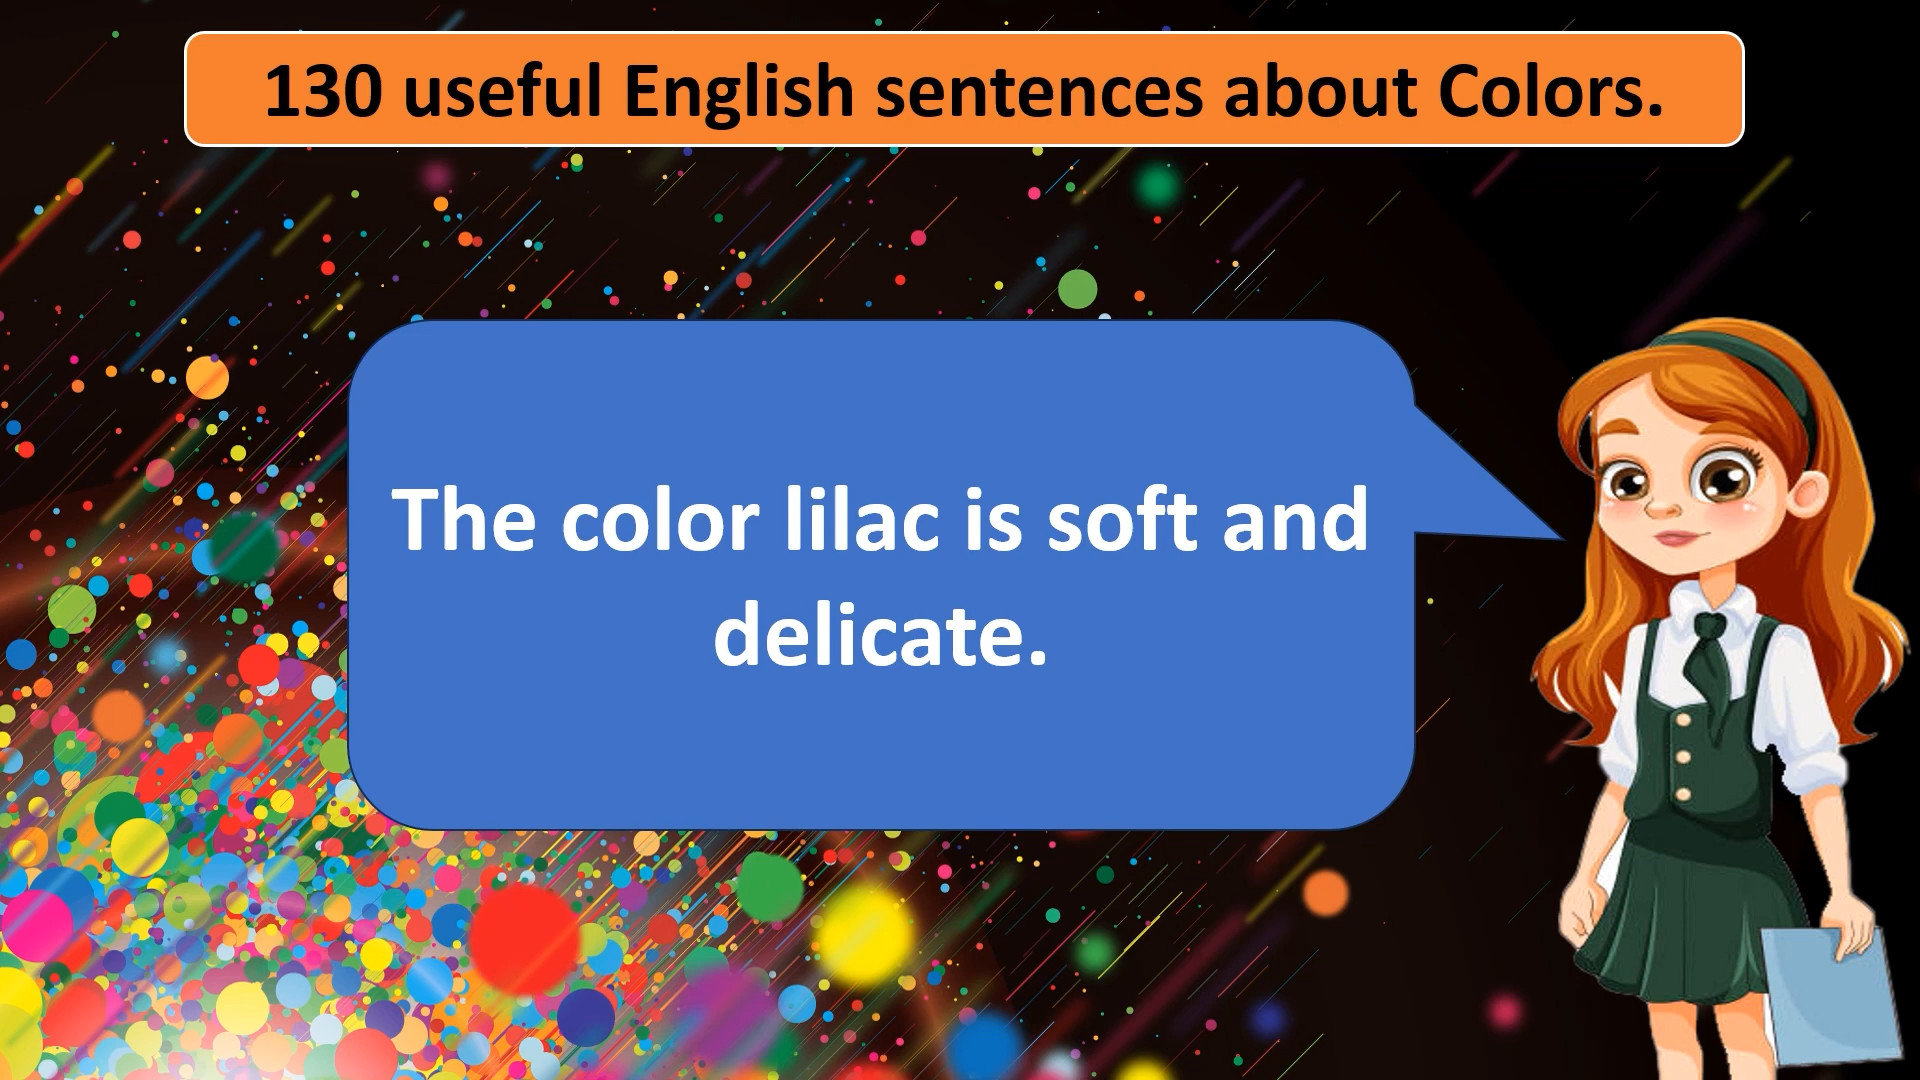 130 useful English sentences about Colors.
The color lilac is soft and
delicate.